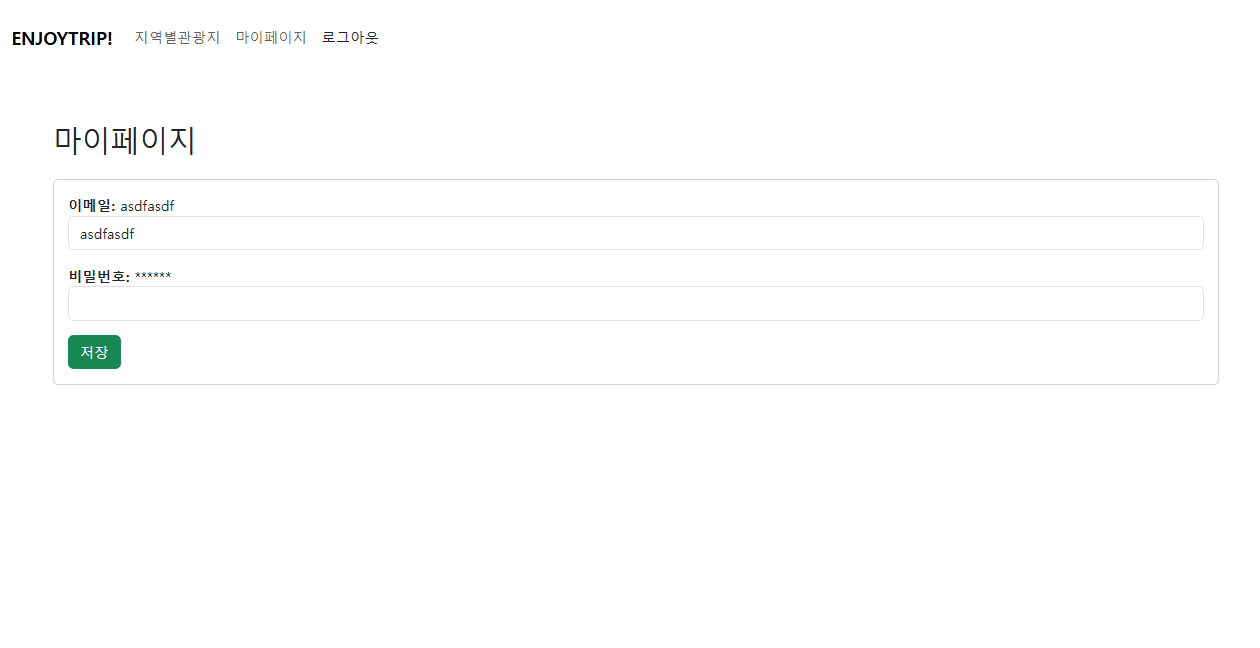 ENJOYTRIP! 지역별관광지 마이페이지 로그아웃
마이페이지
이메일: asdfasdf
asdfasdf
비밀번호: ******
저장